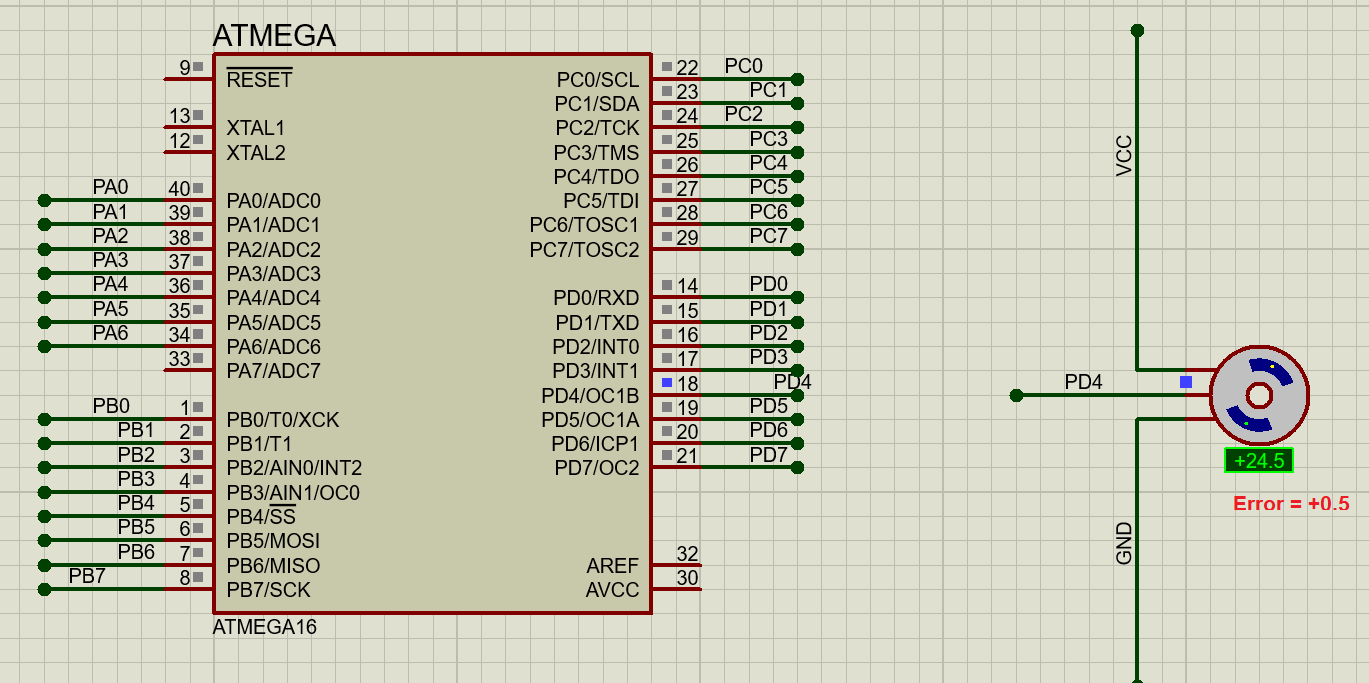 ATMEGA
9 RESET
13 XTAL1
12 XTAL2
PA0 40 PA0/ADC0
PA1 39 PA1/ADC1
PA2 38 PA2/ADC2
PA3 37 PA3/ADC3
PA4 36 PA4/ADC4
PA5 35 PA5/ADC5
PA6 34 PA6/ADC6
33 PA7/ADC7
PB0 1 PB0/T0/XCK
PB1 2 PB1/T1
PB2 3 PB2/AIN0/INT2
PB3 4 PB3/AIN1/OC0
PB4 5 PB4/SS
PB5 6 PB5/MOSI
PB6 7 PB6/MISO
PB7 8 PB7/SCK
PC0/SCL 22 PC0
PC1/SDA 23 PC1
PC2/TCK 24 PC2
PC3/TMS 25 PC3
PC4/TDO 26 PC4
PC5/TDI 27 PC5
PC6/TOSC1 28 PC6
PC7/TOSC2 29 PC7
PD0/RXD 14 PD0
PD1/TXD 15 PD1
PD2/INT0 16 PD2
PD3/INT1 17 PD3
PD4/OC1B 18 PD4
PD5/OC1A 19 PD5
PD6/ICP1 20 PD6
PD7/OC2 21 PD7
AREF 32
AVCC 30
ATMEGA16
VCC
PD4
+24.5
Error = +0.5
GND